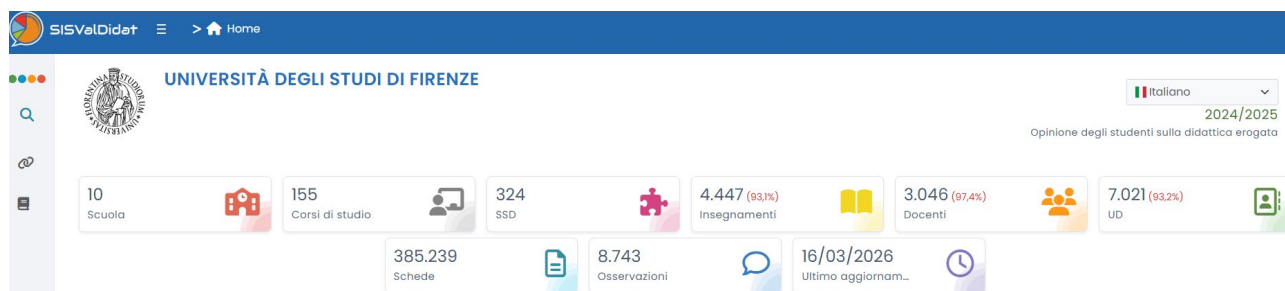 SISValDidat > Home
UNIVERSITÀ DEGLI STUDI DI FIRENZE
Italiano
2024/2025
Opinione degli studenti sulla didattica erogata
10
Scuola
155
Corsi di studio
324
SSD
4.447 (93,1%)
Insegnamenti
3.046 (97,4%)
Docenti
7.021 (93,2%)
UD
385.239
Schede
8.743
Osservazioni
16/03/2026
Ultimo aggiornam...